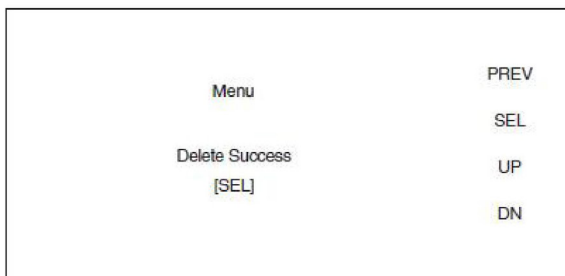 Menu
Delete Success
[SEL]
PREV
SEL
UP
DN